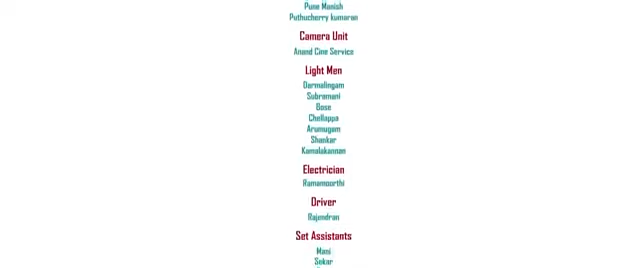 Pune Manish
Puthucherry kumaran
Camera Unit
Anand Cine Service
Light Men
Darmalingam
Subramani
Bose
Chellappa
Arumugam
Shankar
Kamalakannan
Electrician
Ramamoorthi
Driver
Rajendran
Set Assistants
Mani
Sekar